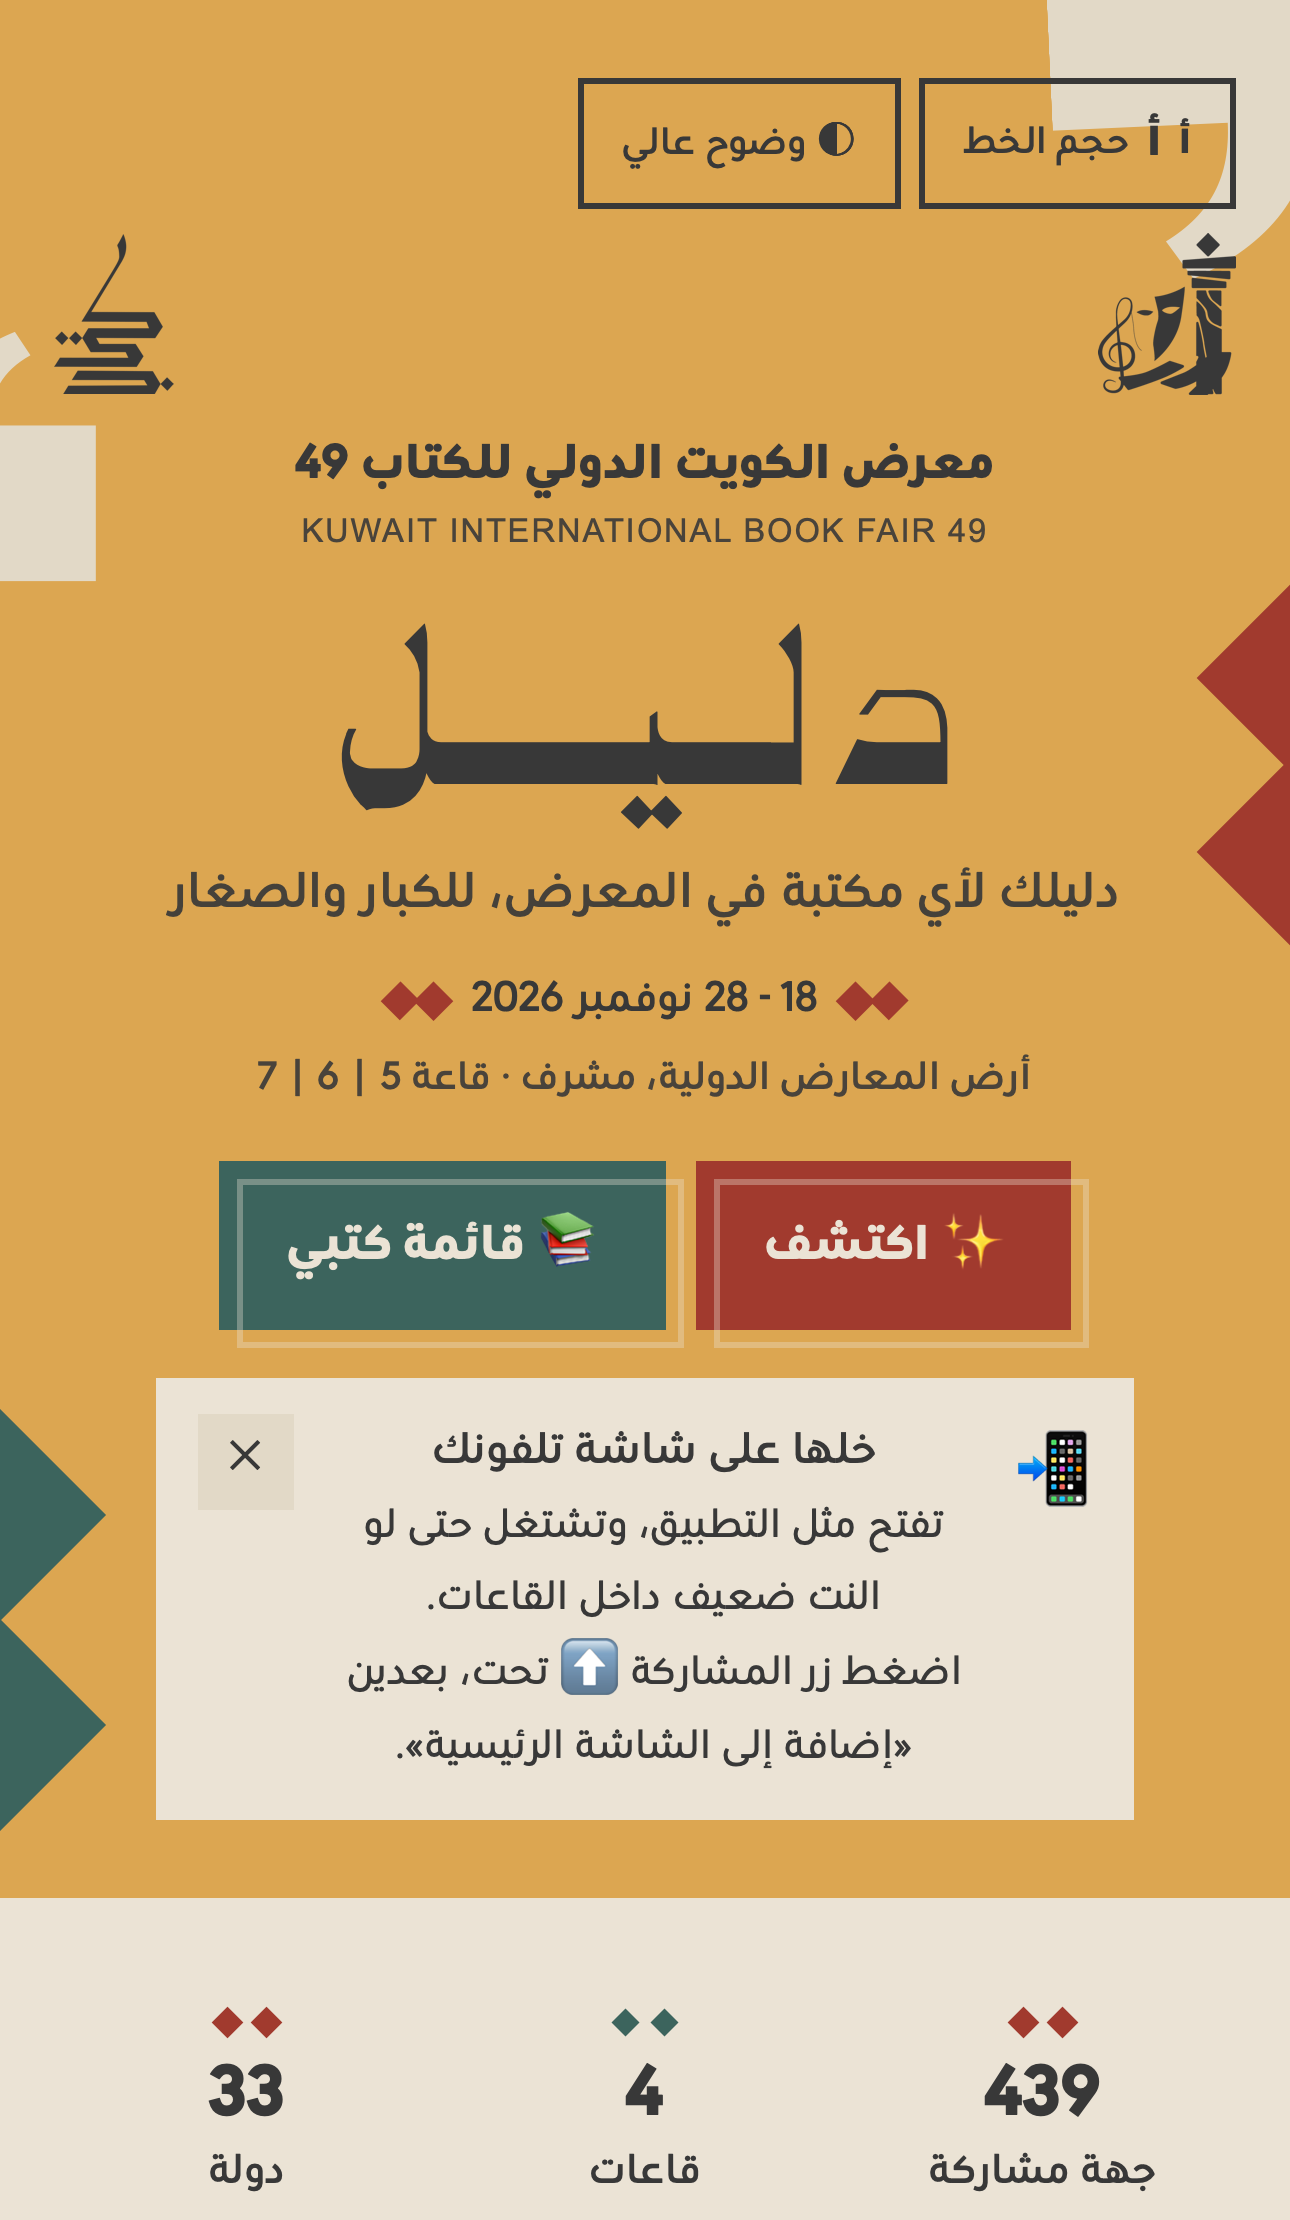 أ أ حجم الخط
وضوح عالي
معرض الكويت الدولي للكتاب 49
KUWAIT INTERNATIONAL BOOK FAIR 49
دليل
دليلك لأي مكتبة في المعرض، للكبار والصغار
18 - 28 نوفمبر 2026
أرض المعارض الدولية، مشرف · قاعة 5 | 6 | 7
اكتشف
قائمة كتبي
خلها على شاشة تلفونك
تفتح مثل التطبيق، وتشتغل حتى لو
النت ضعيف داخل القاعات.
اضغط زر المشاركة ⬆️ تحت، بعدين
«إضافة إلى الشاشة الرئيسية».
439
جهة مشاركة
4
قاعات
33
دولة